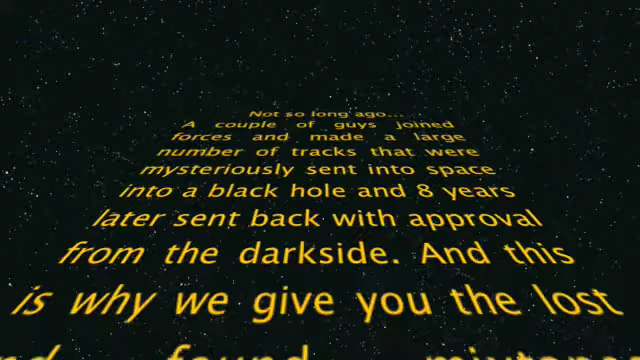 Not so long ago...
A couple of guys joined
forces and made a large
number of tracks that were
mysteriously sent into space
into a black hole and 8 years
later sent back with approval
from the darkside. And this
is why we give you the lost
found